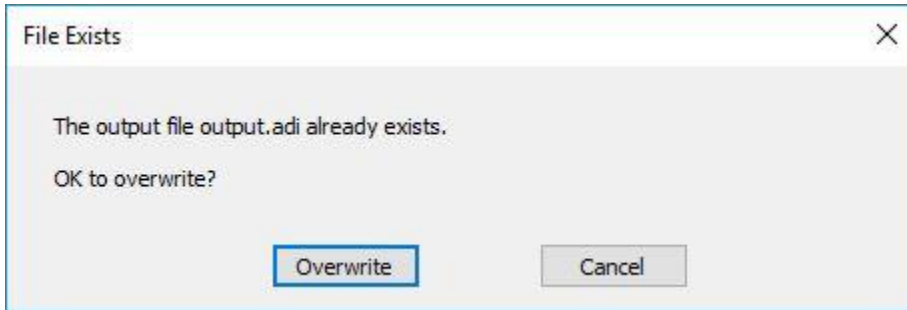 File Exists
The output file output.adi already exists.
OK to overwrite?
Overwrite
Cancel